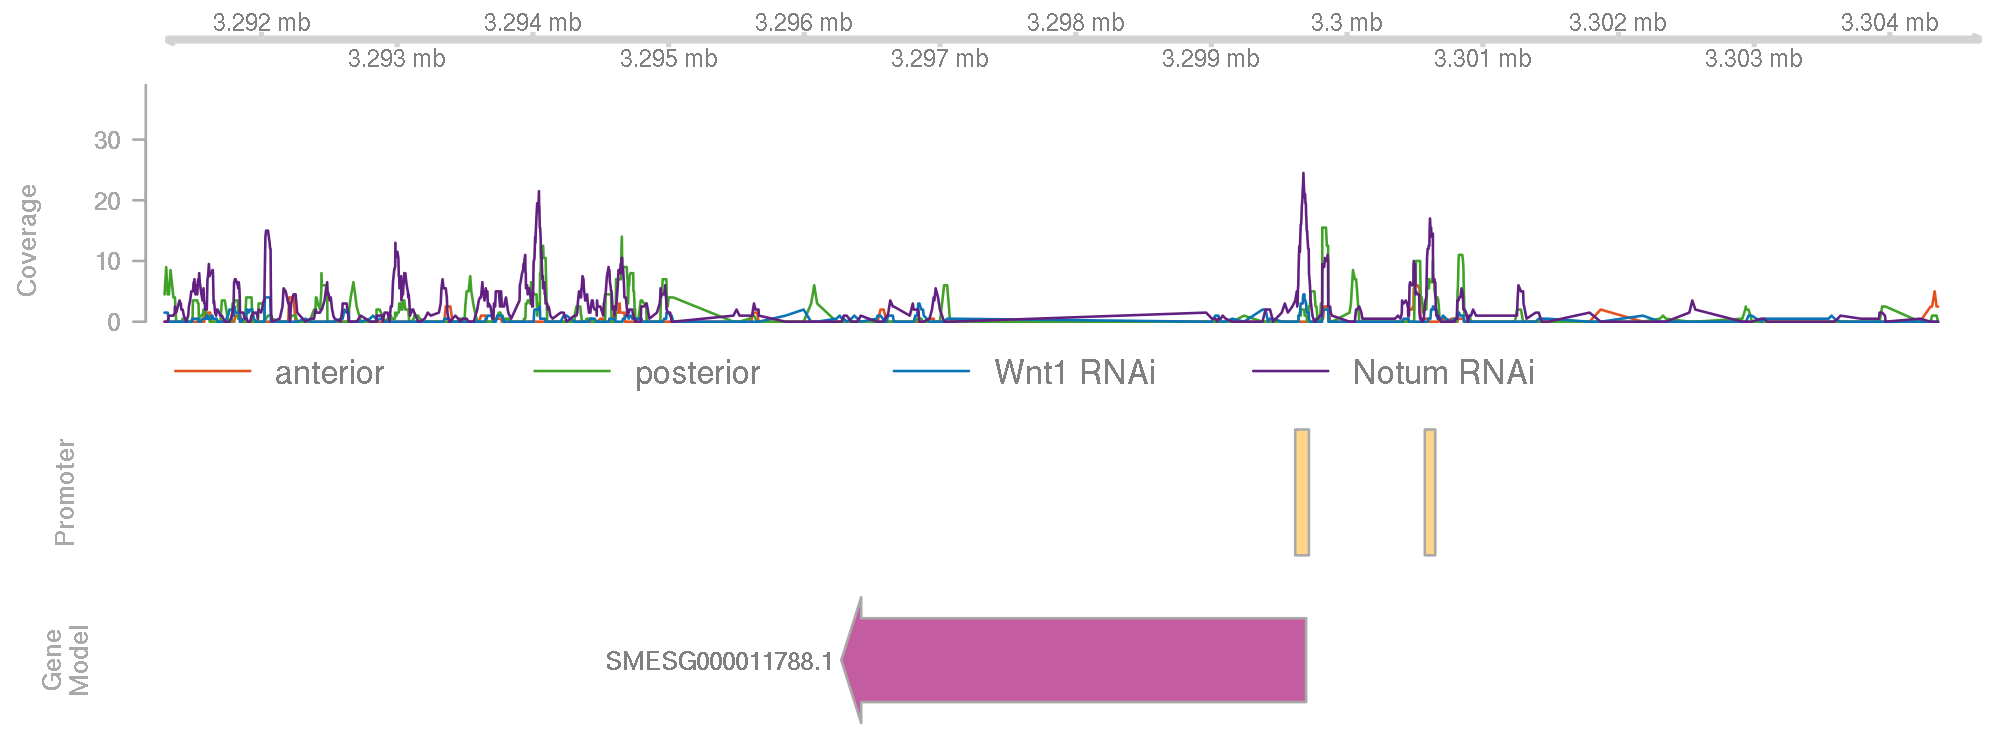 3.292 mb 3.294 mb 3.296 mb 3.298 mb 3.3 mb 3.302 mb 3.304 mb
3.293 mb 3.295 mb 3.297 mb 3.299 mb 3.301 mb 3.303 mb
Coverage
30
20
10
0
anterior posterior Wnt1 RNAi Notum RNAi
Promoter
Gene
Model
SMESG000011788.1